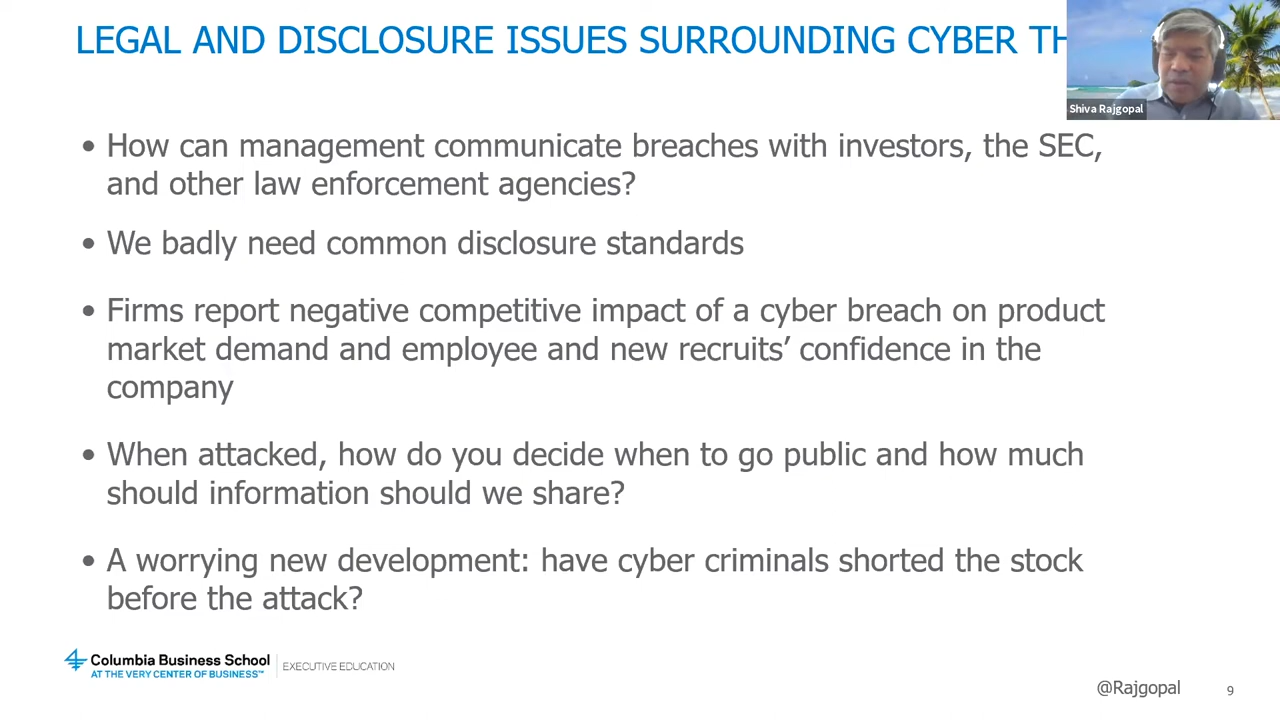 LEGAL AND DISCLOSURE ISSUES SURROUNDING CYBER TH
Shiva Rajgopal
• How can management communicate breaches with investors, the SEC,
and other law enforcement agencies?
• We badly need common disclosure standards
• Firms report negative competitive impact of a cyber breach on product
market demand and employee and new recruits’ confidence in the
company
• When attacked, how do you decide when to go public and how much
should information should we share?
• A worrying new development: have cyber criminals shorted the stock
before the attack?
Columbia Business School
AT THE VERY CENTER OF BUSINESS™
EXECUTIVE EDUCATION
@Rajgopal
9